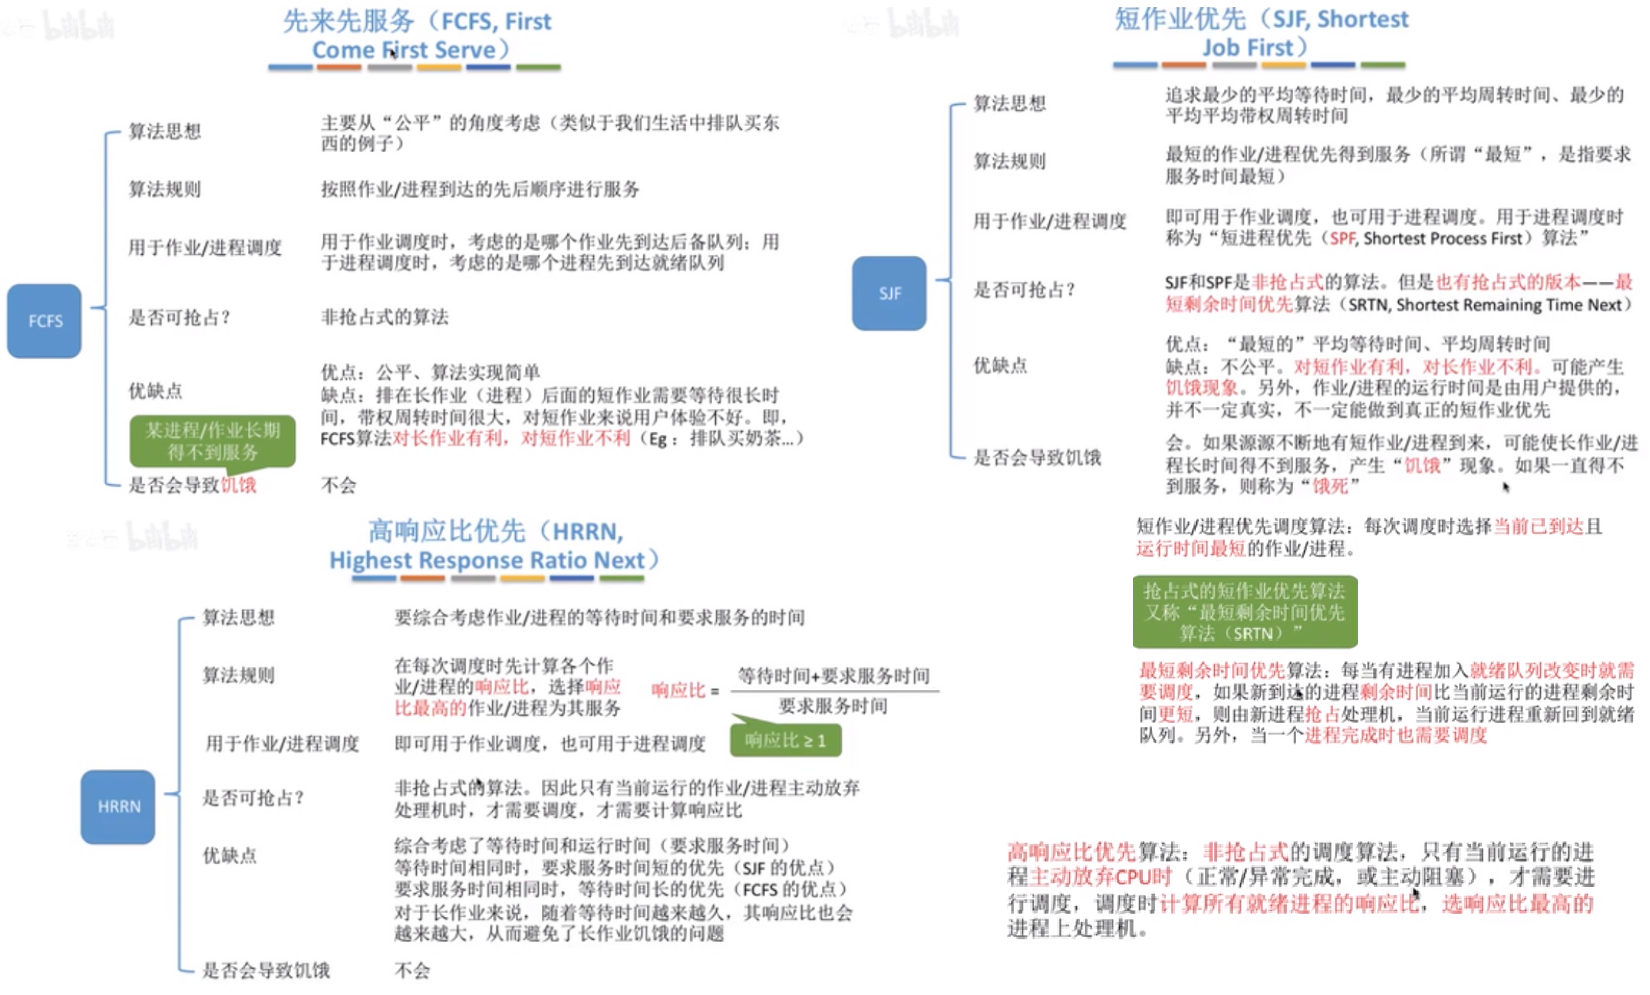 先来先服务（FCFS, First
Come First Serve）
算法思想
主要从“公平”的角度考虑（类似于我们生活中排队买东
西的例子）
算法规则
按照作业/进程到达的先后顺序进行服务
用于作业/进程调度
用于作业调度时，考虑的是哪个作业先到达后备队列；用
于进程调度时，考虑的是哪个进程先到达就绪队列
FCFS
是否可抢占？
非抢占式的算法
优缺点
优点：公平、算法实现简单
缺点：排在长作业（进程）后面的短作业需要等待很长时
间，带权周转时间很大，对短作业来说用户体验不好。即，
FCFS算法对长作业有利，对短作业不利（Eg：排队买奶茶...）
某进程/作业长期
得不到服务
是否会导致饥饿
不会
短作业优先（SJF, Shortest
Job First）
算法思想
追求最少的平均等待时间，最少的平均周转时间、最少的
平均平均带权周转时间
算法规则
最短的作业/进程优先得到服务（所谓“最短”，是指要求
服务时间最短）
用于作业/进程调度
即可用于作业调度，也可用于进程调度。用于进程调度时
称为“短进程优先（SPF, Shortest Process First）算法”
SJF
是否可抢占？
SJF和SPF是非抢占式的算法。但是也有抢占式的版本——最
短剩余时间优先算法（SRTN, Shortest Remaining Time Next）
优缺点
优点：“最短的”平均等待时间、平均周转时间
缺点：不公平。对短作业有利，对长作业不利。可能产生
饥饿现象。另外，作业/进程的运行时间是由用户提供的，
并不一定真实，不一定能做到真正的短作业优先
是否会导致饥饿
会。如果源源不断地有短作业/进程到来，可能使长作业/进
程长时间得不到服务，产生“饥饿”现象。如果一直得不
到服务，则称为“饿死”
短作业/进程优先调度算法：每次调度时选择当前已到达且
运行时间最短的作业/进程。
抢占式的短作业优先算法
又称“最短剩余时间优先
算法（SRTN）”
最短剩余时间优先算法：每当有进程加入就绪队列改变时就需
要调度，如果新到达的进程剩余时间比当前运行的进程剩余时
间更短，则由新进程抢占处理机，当前运行进程重新回到就绪
队列。另外，当一个进程完成时也需要调度
高响应比优先（HRRN,
Highest Response Ratio Next）
算法思想
要综合考虑作业/进程的等待时间和要求服务的时间
算法规则
在每次调度时先计算各个作
业/进程的响应比，选择响应
比最高的作业/进程为其服务
响应比 =
等待时间+要求服务时间
要求服务时间
响应比 ≥ 1
用于作业/进程调度
即可用于作业调度，也可用于进程调度
HRRN
是否可抢占？
非抢占式的算法。因此只有当前运行的作业/进程主动放弃
处理机时，才需要调度，才需要计算响应比
优缺点
综合考虑了等待时间和运行时间（要求服务时间）
等待时间相同时，要求服务时间短的优先（SJF 的优点）
要求服务时间相同时，等待时间长的优先（FCFS 的优点）
对于长作业来说，随着等待时间越来越久，其响应比也会
越来越大，从而避免了长作业饥饿的问题
是否会导致饥饿
不会
高响应比优先算法：非抢占式的调度算法，只有当前运行的进
程主动放弃CPU时（正常/异常完成，或主动阻塞），才需要进
行调度，调度时计算所有就绪进程的响应比，选响应比最高的
进程上处理机。